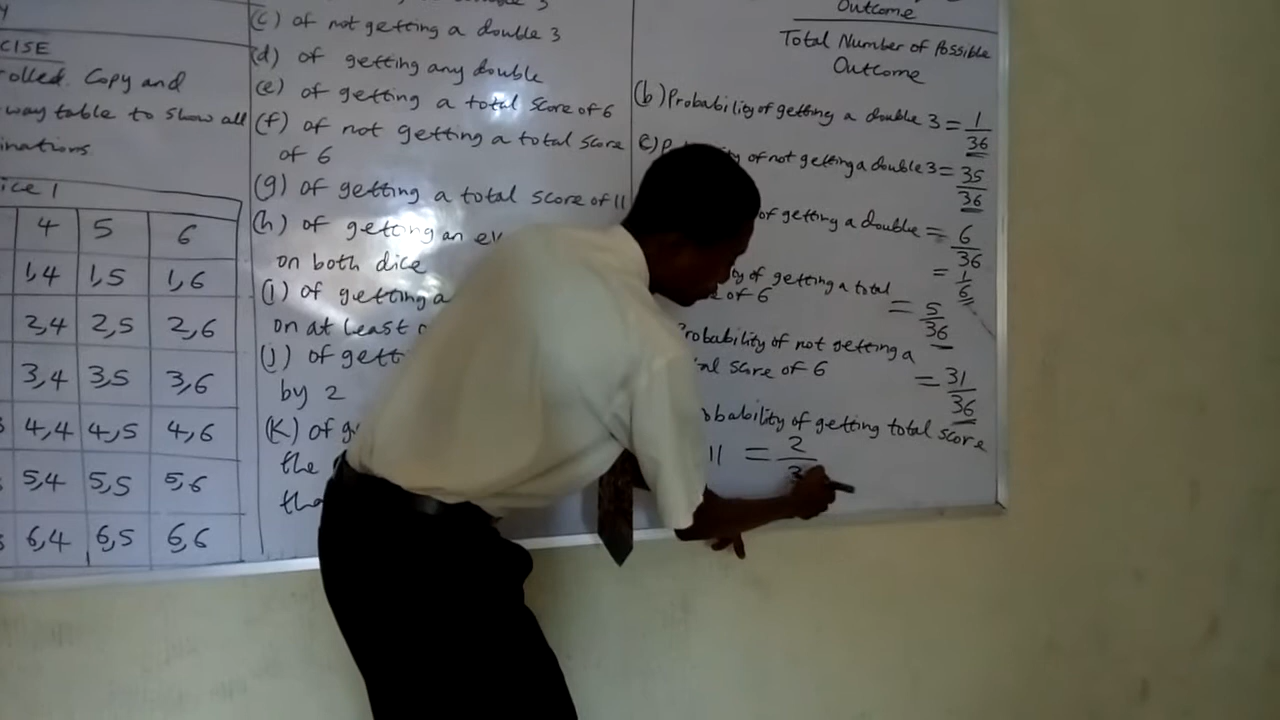 CISE
olled. Copy and
way table to show all
inations
ice 1
4 5 6
1,4 1,5 1,6
2,4 2,5 2,6
3,4 3,5 3,6
4,4 4,5 4,6
5,4 5,5 5,6
6,4 6,5 6,6
(c) of not getting a double 3
(d) of getting any double
(e) of getting a total score of 6
(f) of not getting a total score
of 6
(g) of getting a total score of 11
(h) of getting an ev
on both dice
(i) of getting a
on at least
(j) of gett
by 2
(k) of g
the
tha
Outcome
Total Number of Possible
Outcome
(b) Probability of getting a double 3 = 1/36
c) P y of not getting a double 3 = 35/36
of getting a double = 6/36
= 1/6
y of getting a total
e of 6 = 5/36
Probability of not getting a
al score of 6 = 31/36
obability of getting total score
11 = 2/3